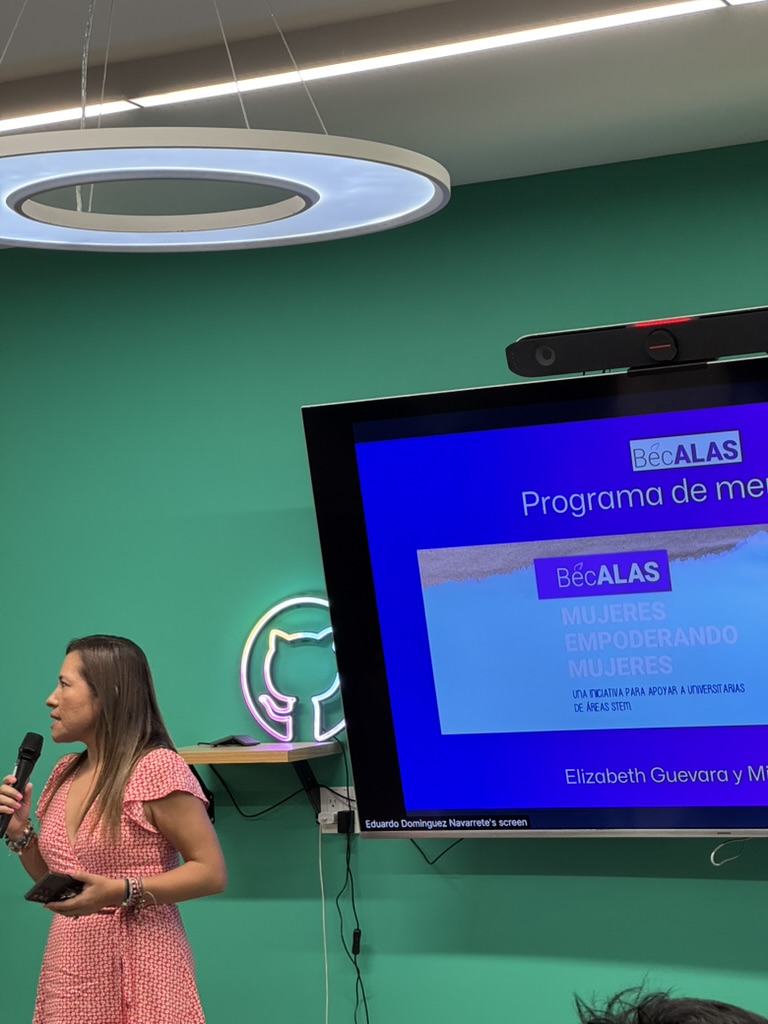 BécALAS
Programa de
BécALAS
MUJERES
EMPODERANDO
MUJERES
UNA INICIATIVA PARA APOYAR A UNIVERSITARIAS
DE ÁREAS STEM
Elizabeth Guevara y
Eduardo Dominguez Navarrete's screen